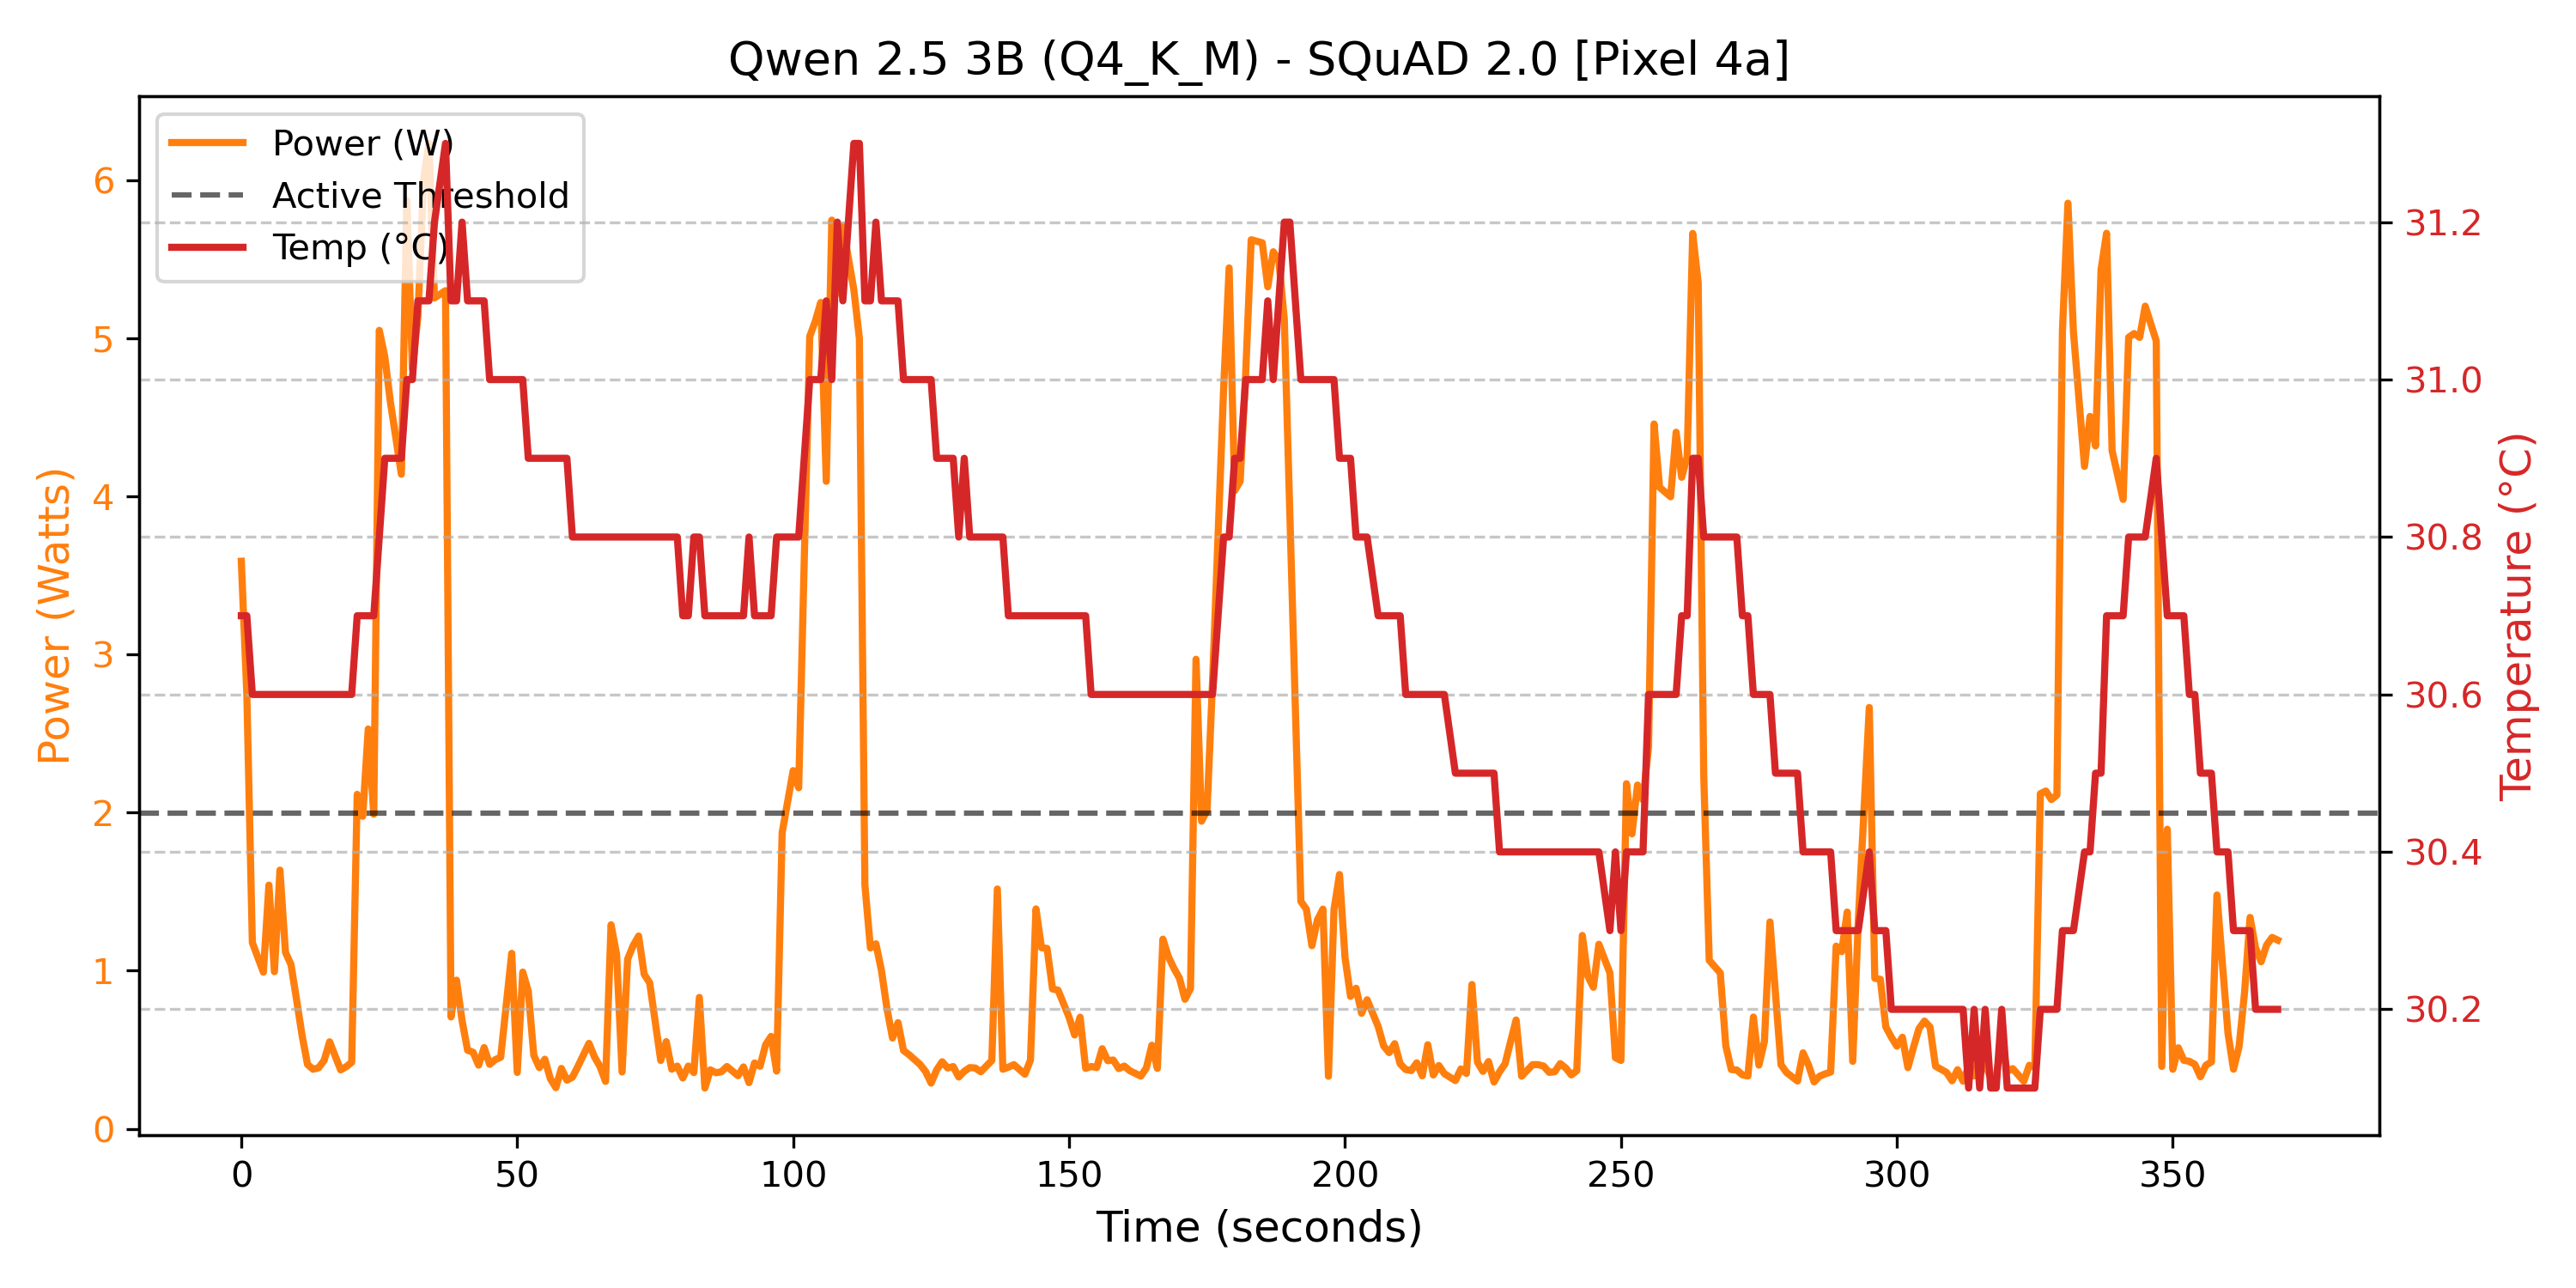 Qwen 2.5 3B (Q4_K_M) - SQuAD 2.0 [Pixel 4a]
Power (W)
Active Threshold
Temp (°C)
Power (Watts)
6
5
4
3
2
1
0
31.2
31.0
30.8
30.6
30.4
30.2
Temperature (°C)
0 50 100 150 200 250 300 350
Time (seconds)